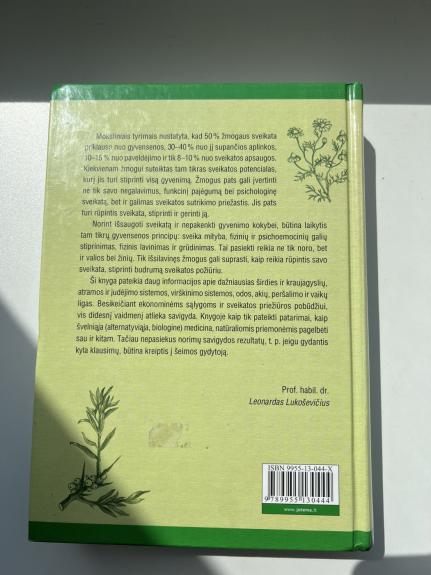 Moksliniais tyrimais nustatyta, kad 50 % žmogaus sveikata
priklauso nuo gyvensenos, 30–40 % nuo jį supančios aplinkos,
10–15 % nuo paveldėjimo ir tik 8–10 % nuo sveikatos apsaugos.
Kiekvienam žmogui suteiktas tam tikras sveikatos potencialas,
kurį jis turi stiprinti visą gyvenimą. Žmogus pats gali įvertinti
ne tik savo negalavimus, funkcinį pajėgumą bei psichologinę
sveikatą, bet ir galimas sveikatos sutrikimo priežastis. Jis pats
turi rūpintis sveikata, stiprinti ir gerinti ją.
Norint išsaugoti sveikatą ir nepakenkti gyvenimo kokybei, būtina laikytis
tam tikrų gyvensenos principų: sveika mityba, fizinių ir psichoemocinių galių
stiprinimas, fizinis lavinimas ir grūdinimas. Tai pasiekti reikia ne tik noro, bet
ir valios bei žinių. Tik išsilavinęs žmogus gali suprasti, kaip reikia rūpintis savo
sveikata, stiprinti budrumą sveikatos požiūriu.
Ši knyga pateikia daug informacijos apie dažniausias širdies ir kraujagyslių,
atramos ir judėjimo sistemos, virškinimo sistemos, odos, akių, peršalimo ir vaikų
ligas. Besikeičiant ekonominėms sąlygoms ir sveikatos priežiūros pobūdžiui,
vis didesnį vaidmenį atlieka savigyda. Knygoje kaip tik pateikti patarimai, kaip
švelniąja (alternatyviąja, biologine) medicina, natūraliomis priemonėmis pagelbėti
sau ir kitam. Tačiau nepasiekus norimų savigydos rezultatų, t. p. jeigu gydantis
kyla klausimų, būtina kreiptis į šeimos gydytoją.
Prof. habil. dr.
Leonardas Lukoševičius
ISBN 9955-13-044-X
9 789955 130444
www.jotema.lt